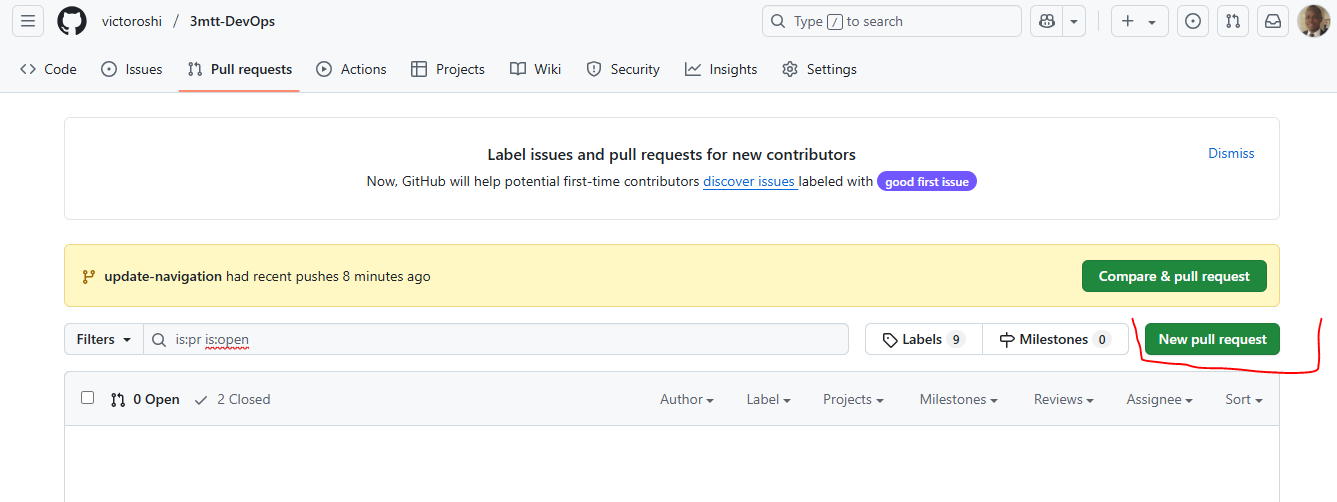 victoroshi / 3mtt-DevOps Type / to search
Code Issues Pull requests Actions Projects Wiki Security Insights Settings
Label issues and pull requests for new contributors Dismiss
Now, GitHub will help potential first-time contributors discover issues labeled with good first issue
update-navigation had recent pushes 8 minutes ago Compare & pull request
Filters is:pr is:open Labels 9 Milestones 0 New pull request
0 Open 2 Closed Author Label Projects Milestones Reviews Assignee Sort